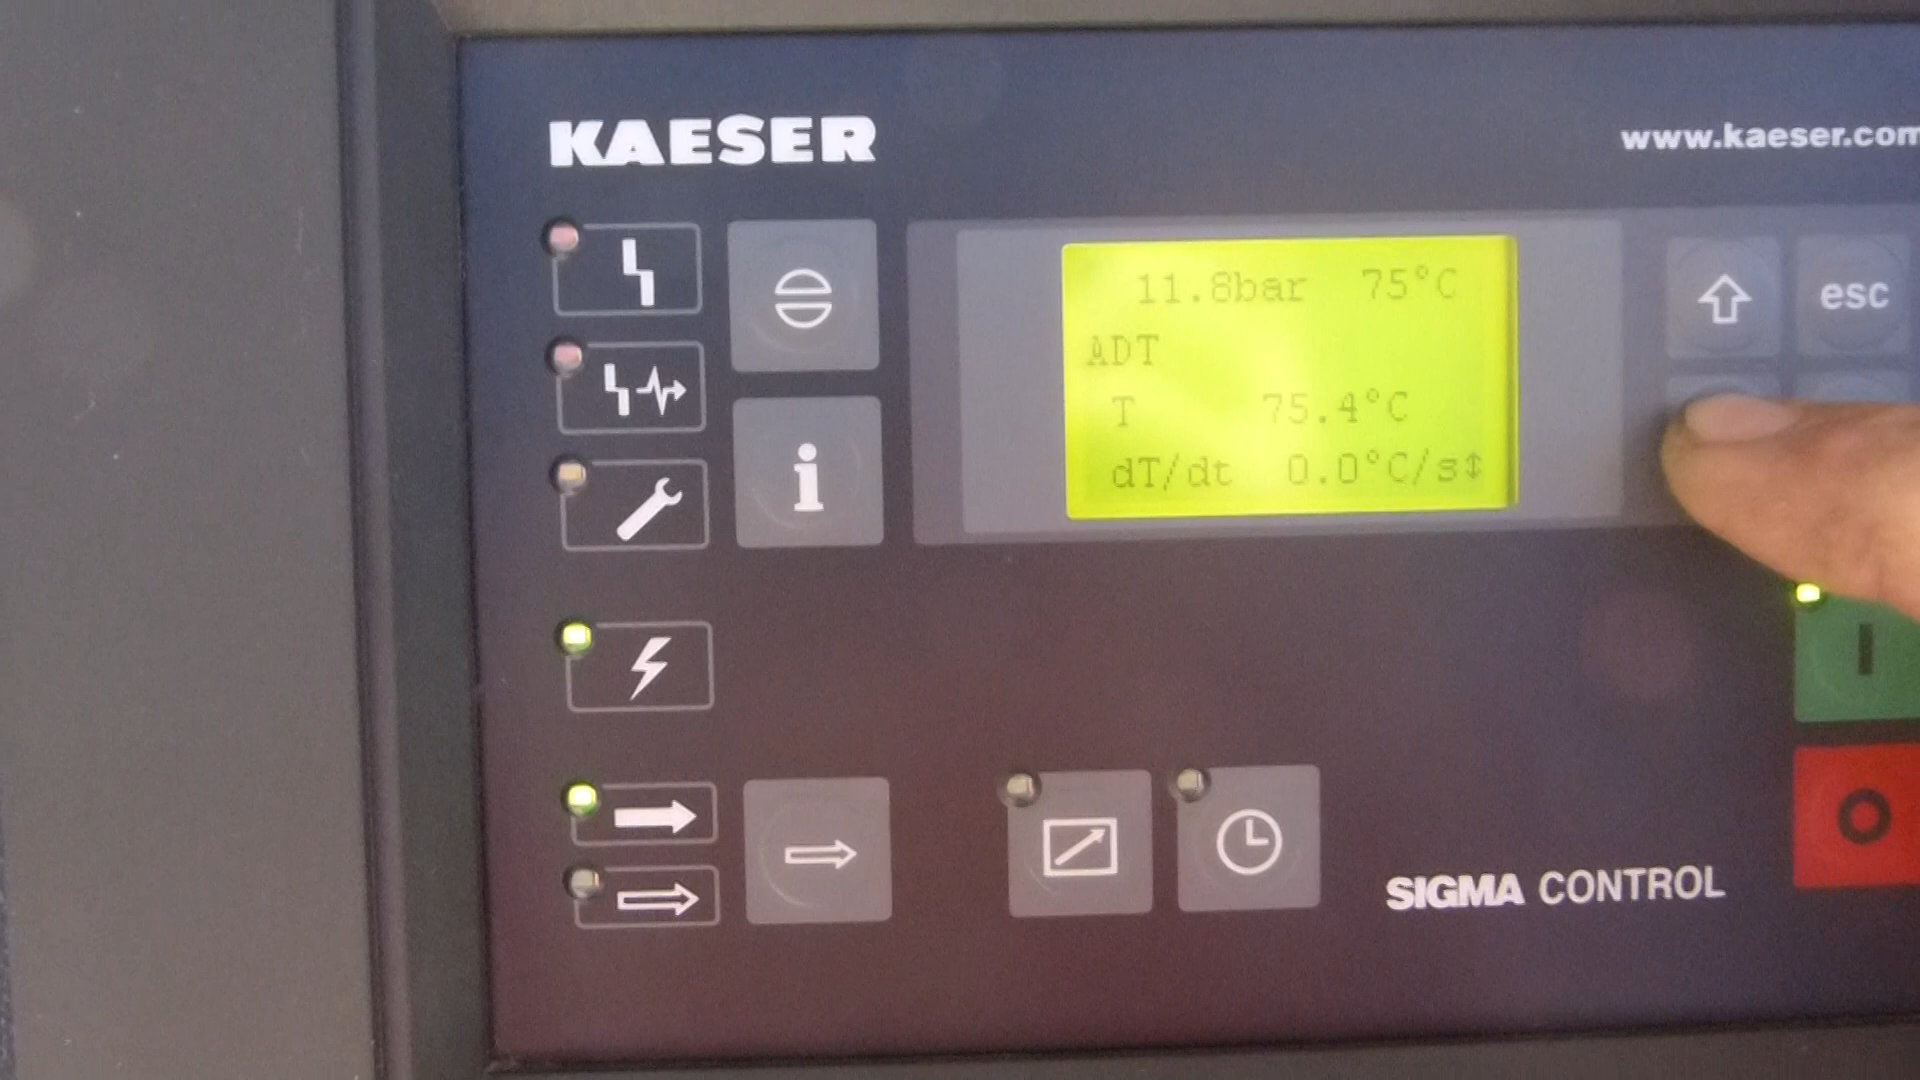 KAESER
www.kaeser.com
11.8bar 75°C
ADT
T 75.4°C
dT/dt 0.0°C/s↕
esc
i
I
O
SIGMA CONTROL